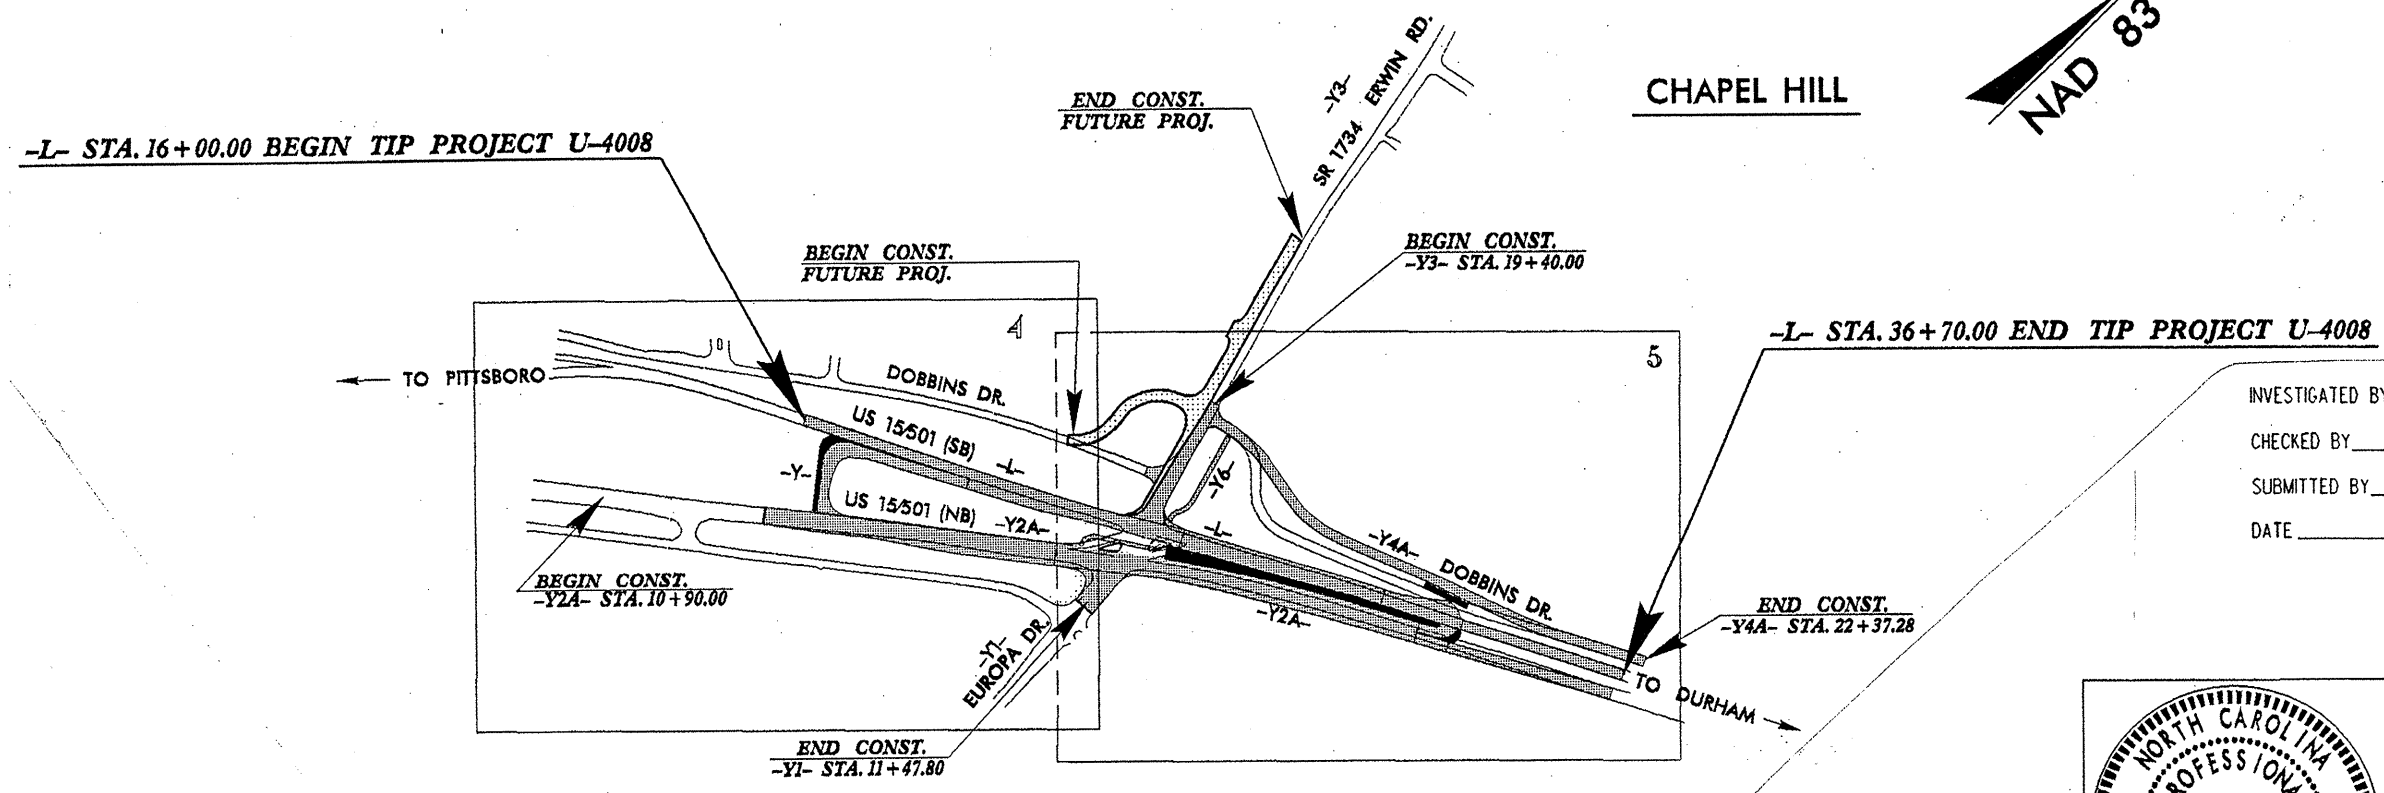 NAD 83
CHAPEL HILL
-Y3-
SR 1734 ERWIN RD.
END CONST.
FUTURE PROJ.
-L- STA. 16+00.00 BEGIN TIP PROJECT U-4008
BEGIN CONST.
FUTURE PROJ.
BEGIN CONST.
-Y3- STA. 19+40.00
4
5
-L- STA. 36+70.00 END TIP PROJECT U-4008
TO PITTSBORO
DOBBINS DR.
US 15/501 (SB)
-L-
-Y-
US 15/501 (NB)
-Y2A-
-Y6-
-L-
-Y4A-
DOBBINS DR.
-Y2A-
BEGIN CONST.
-Y2A- STA. 10+90.00
-Y1-
EUROPA DR.
END CONST.
-Y1- STA. 11+47.80
END CONST.
-Y4A- STA. 22+37.28
TO DURHAM
INVESTIGATED BY
CHECKED BY
SUBMITTED BY
DATE
NORTH CAROLINA